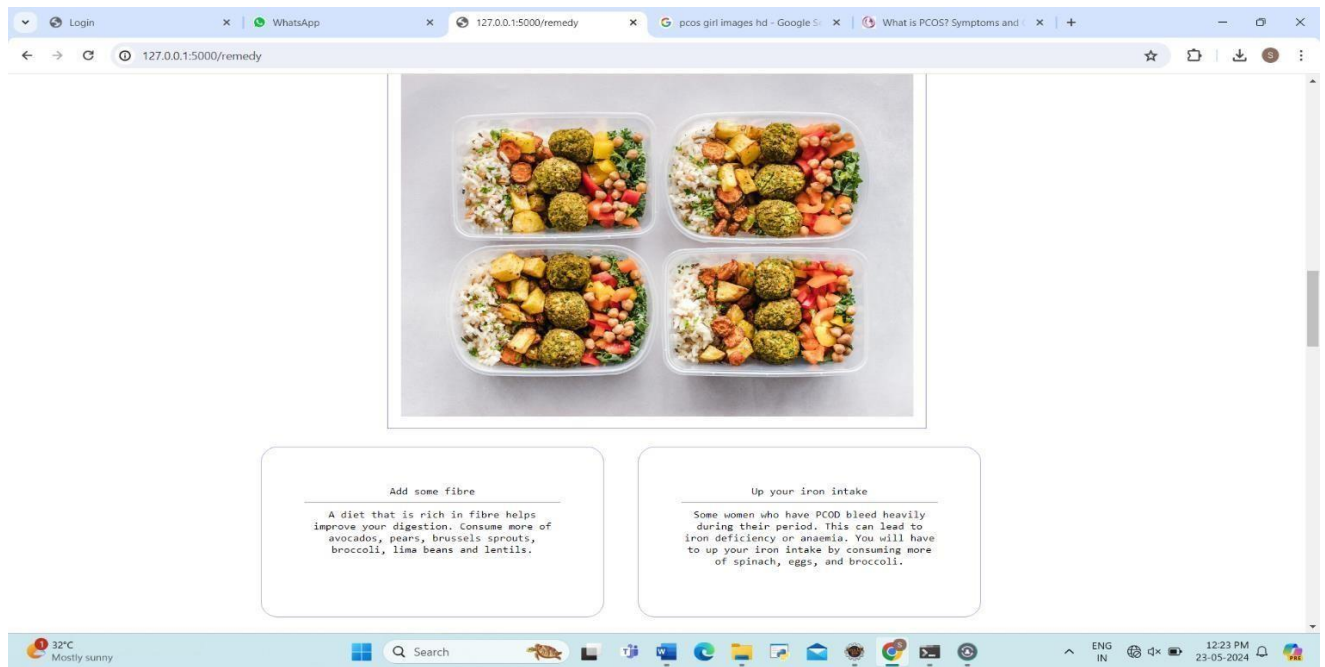 Login
WhatsApp
127.0.0.1:5000/remedy
pcos girl images hd - Google S
What is PCOS? Symptoms and
127.0.0.1:5000/remedy
S
Add some fibre
A diet that is rich in fibre helps
improve your digestion. Consume more of
avocados, pears, brussels sprouts,
broccoli, lima beans and lentils.
Up your iron intake
Some women who have PCOD bleed heavily
during their period. This can lead to
iron deficiency or anaemia. You will have
to up your iron intake by consuming more
of spinach, eggs, and broccoli.
1
32°C
Mostly sunny
Search
ENG
IN
12:23 PM
23-05-2024
PRE